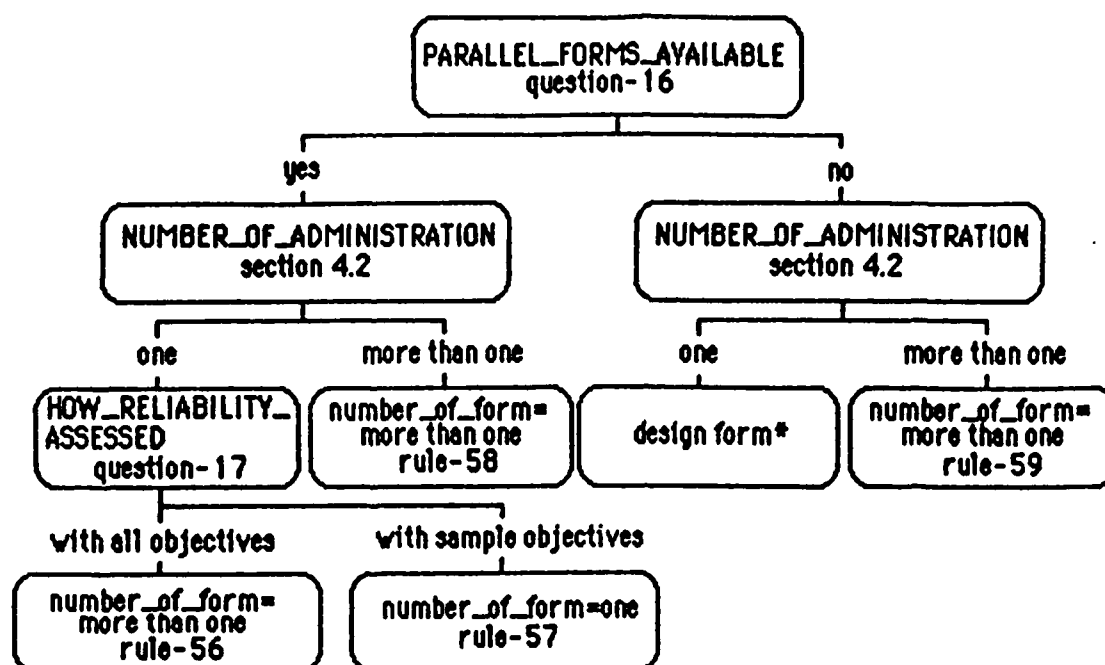 PARALLEL_FORMS_AVAILABLE
question-16
yes
no
NUMBER_OF_ADMINISTRATION
section 4.2
NUMBER_OF_ADMINISTRATION
section 4.2
one
more than one
one
more than one
HOW_RELIABILITY_
ASSESSED
question-17
number_of_form=
more than one
rule-58
design form*
number_of_form=
more than one
rule-59
with all objectives
with sample objectives
number_of_form=
more than one
rule-56
number_of_form=one
rule-57